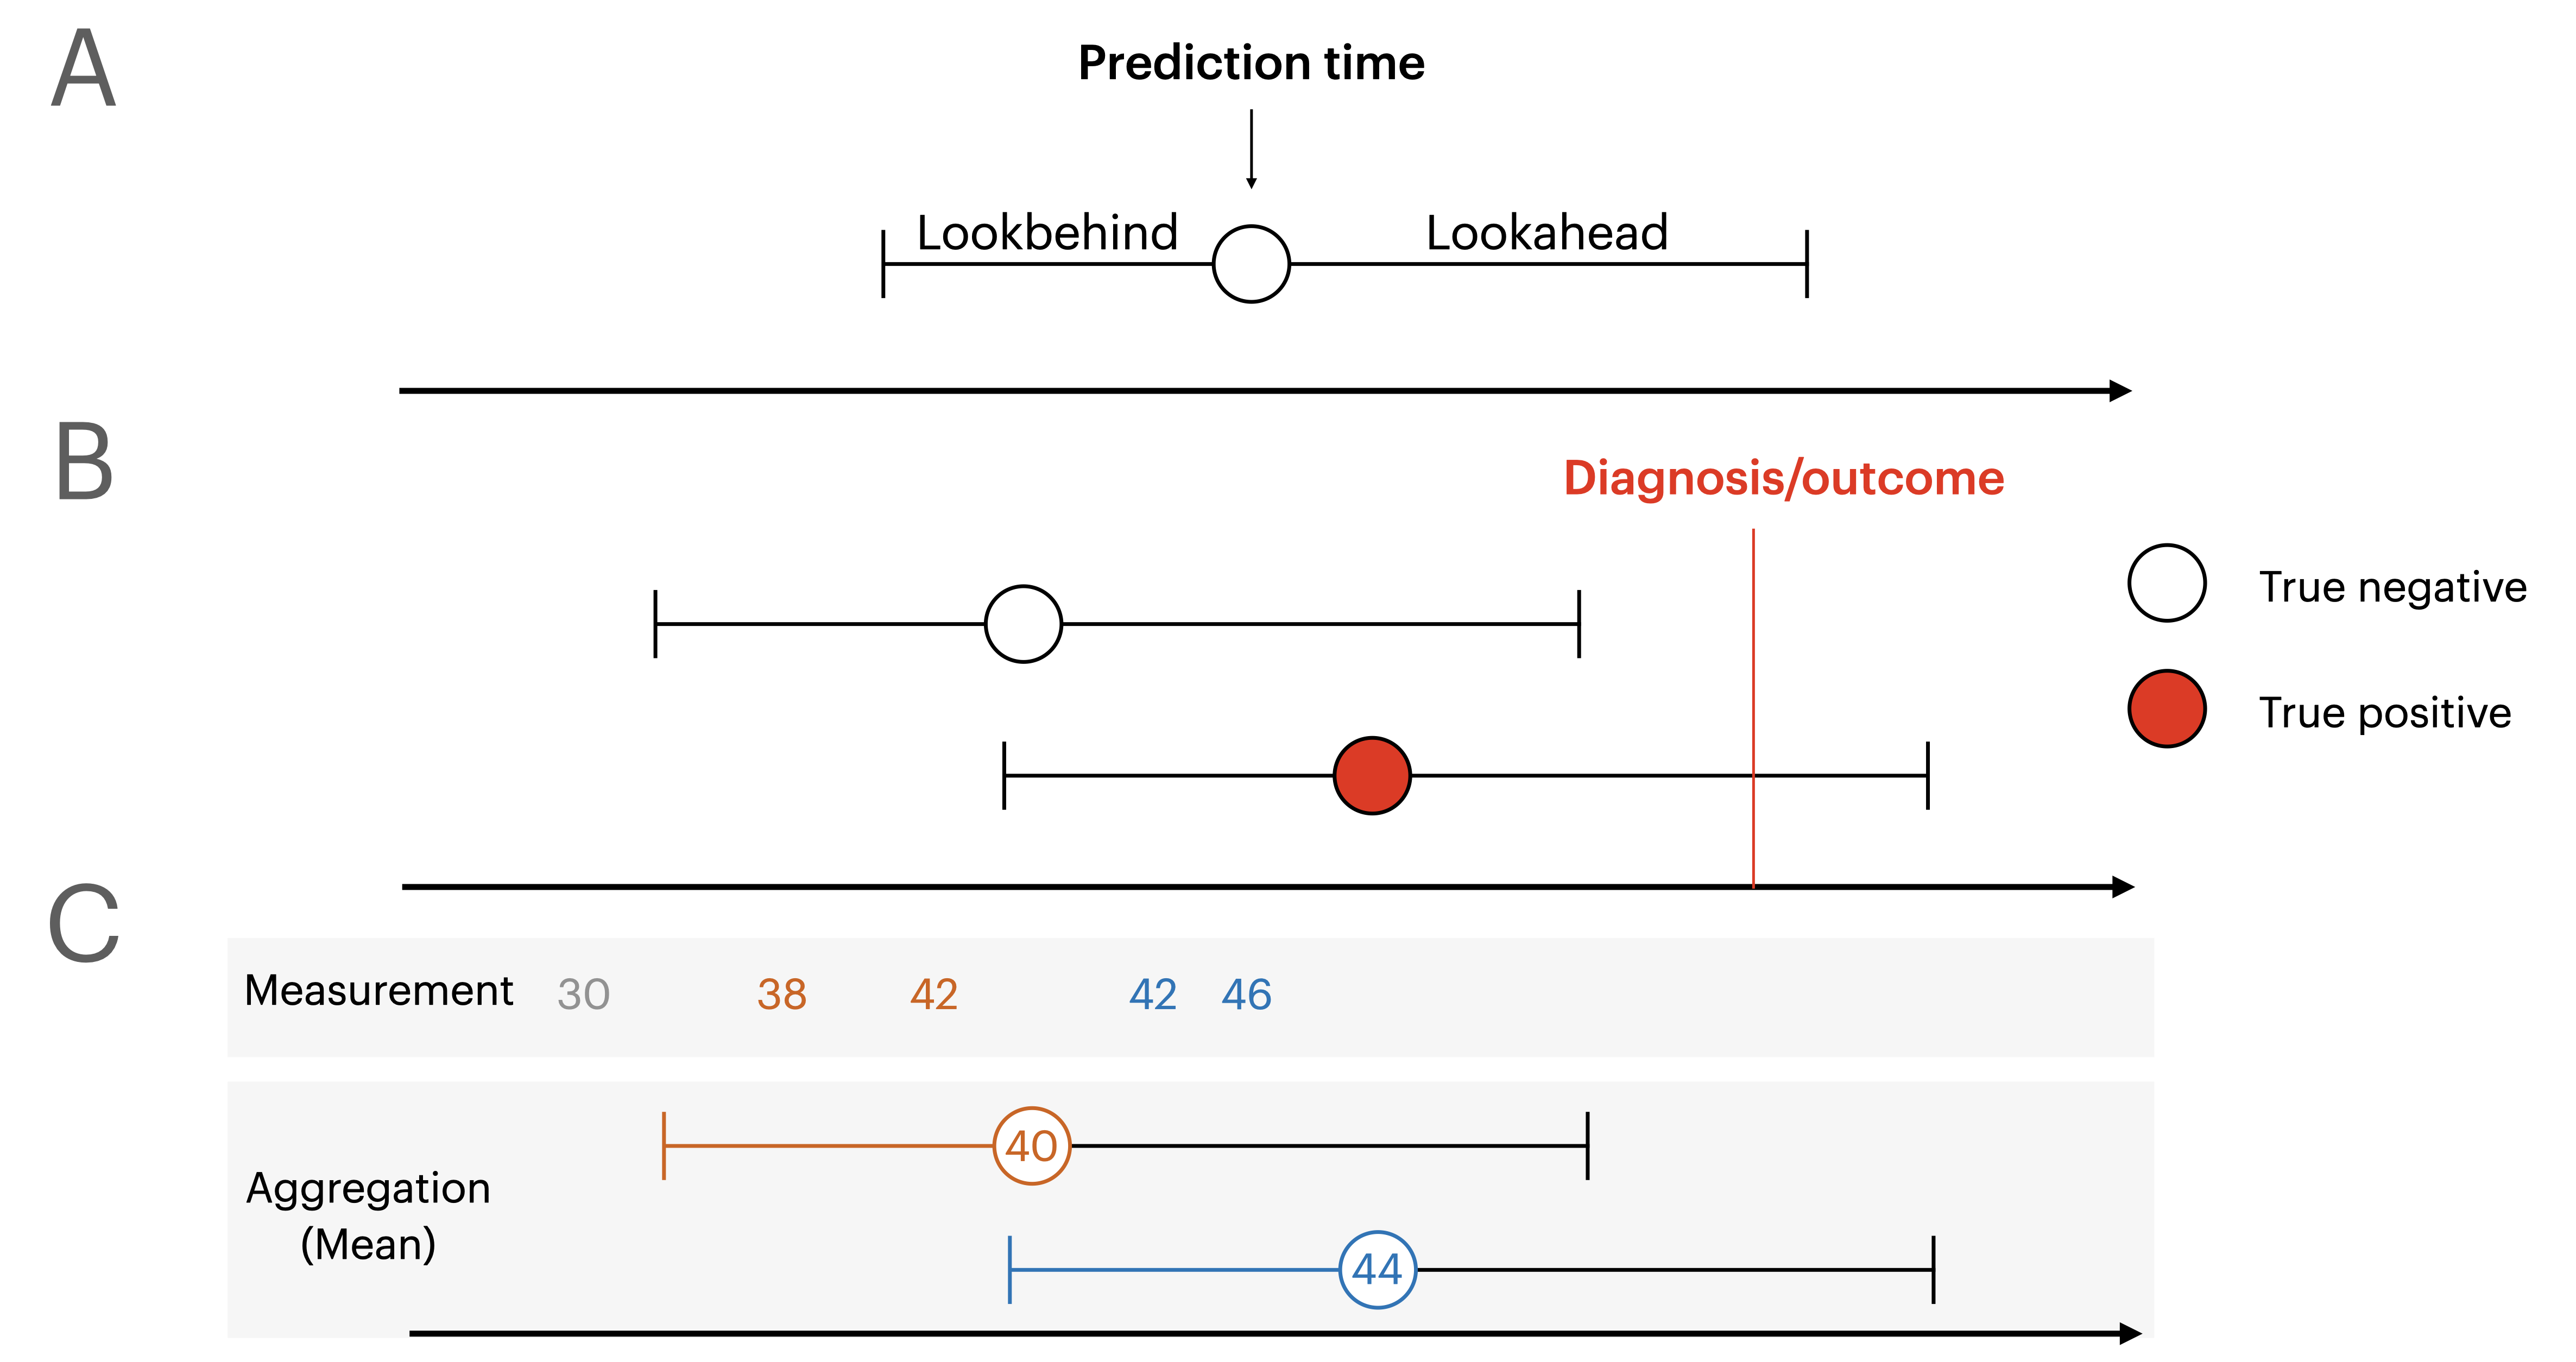 A
Prediction time
Lookbehind
Lookahead
B
Diagnosis/outcome
True negative
True positive
C
Measurement 30 38 42 42 46
40
Aggregation
(Mean)
44